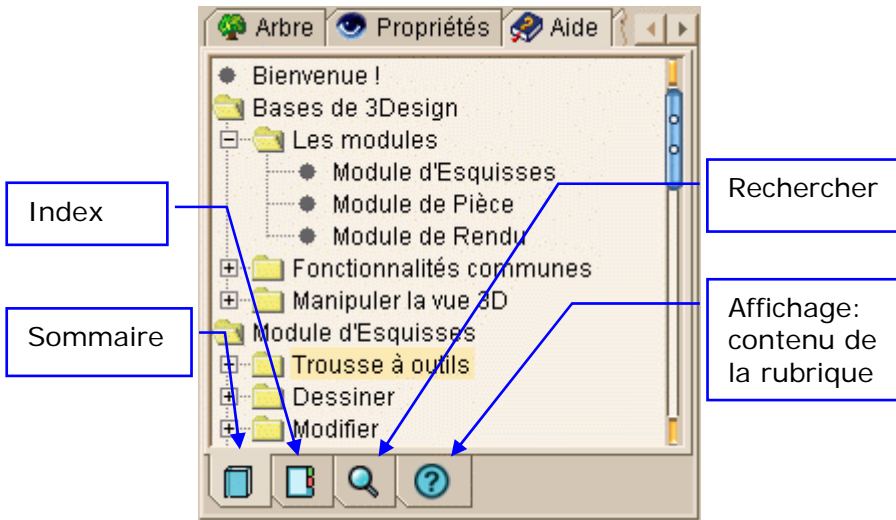 Arbre Propriétés Aide
Bienvenue !
Bases de 3Design
Les modules
Module d'Esquisses
Module de Pièce
Module de Rendu
Fonctionnalités communes
Manipuler la vue 3D
Module d'Esquisses
Trousse à outils
Dessiner
Modifier
Index
Sommaire
Rechercher
Affichage:
contenu de
la rubrique